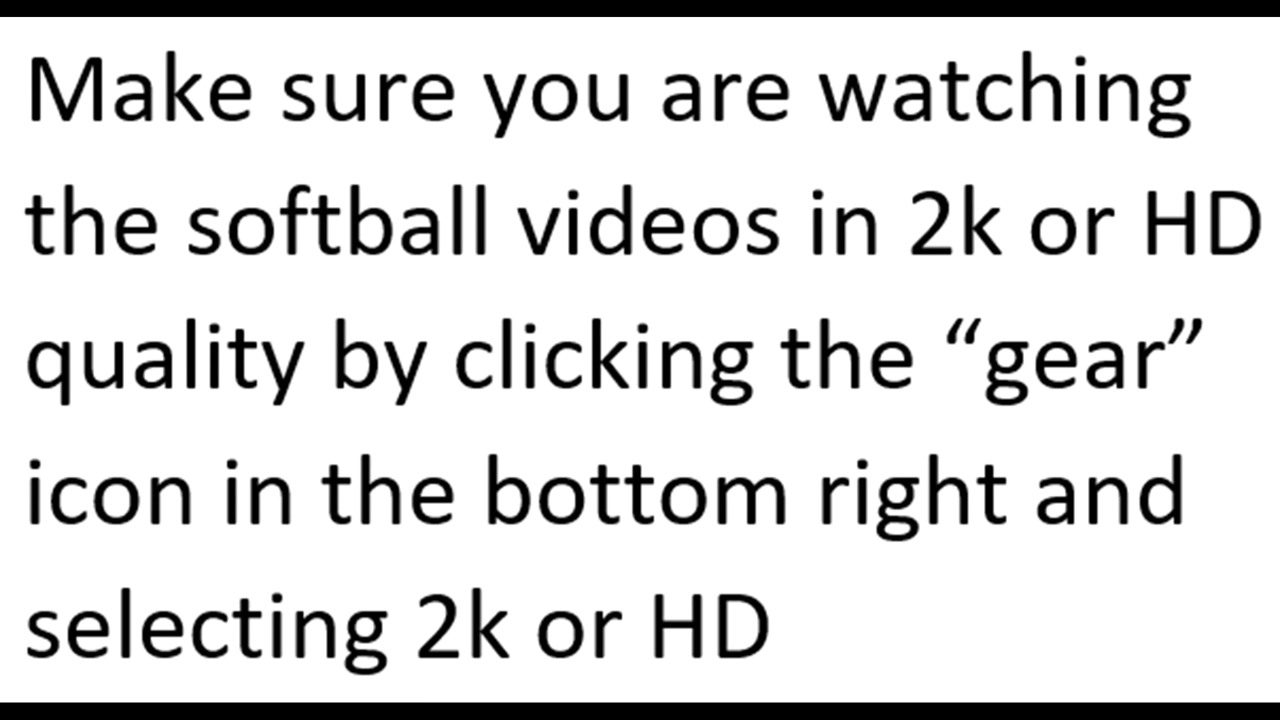 Make sure you are watching
the softball videos in 2k or HD
quality by clicking the “gear”
icon in the bottom right and
selecting 2k or HD